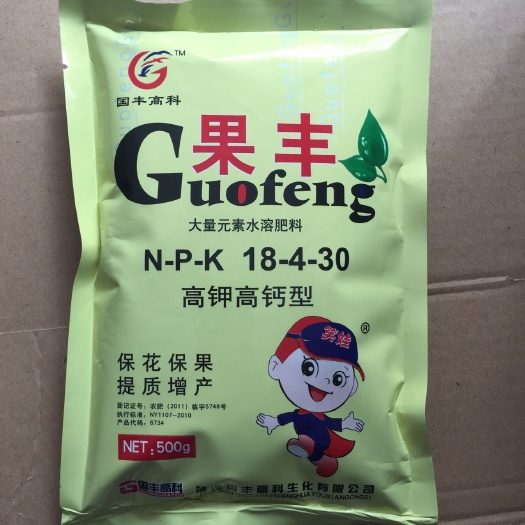 TM
国丰高科
果丰
Guofeng
大量元素水溶肥料
N-P-K 18-4-30
高钾高钙型
笑娃
®
保花保果
提质增产
登记证号：农肥（2011）临字5746号
执行标准：NY1107-2010
产品代码：6734
NET：500g
国丰高科
丰高科生化有限公司